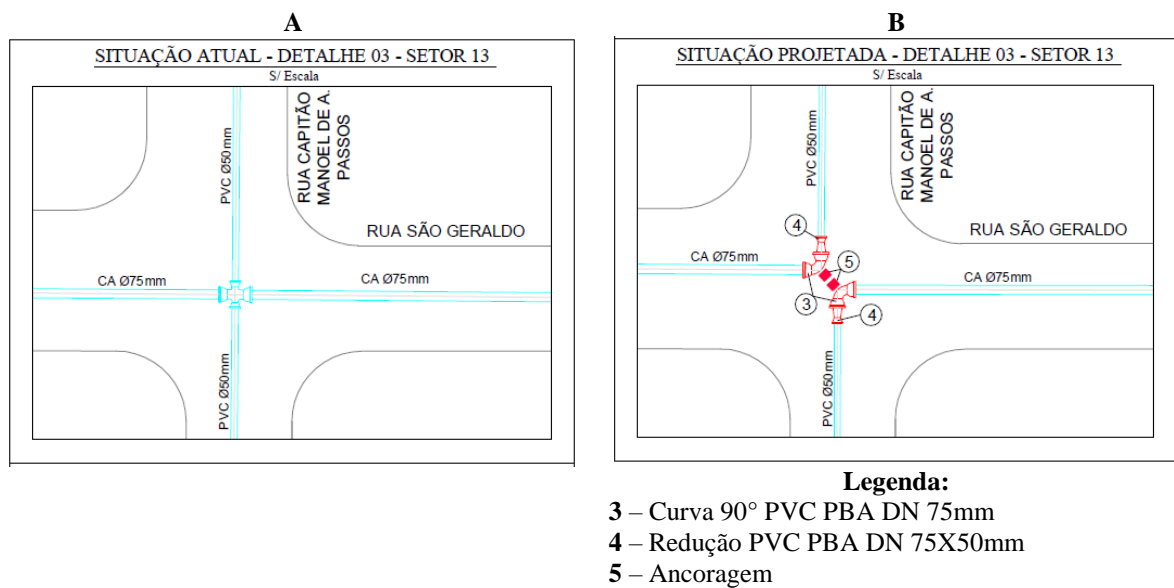 A
SITUAÇÃO ATUAL - DETALHE 03 - SETOR 13
S/ Escala
PVC Ø50mm
RUA CAPITÃO
MANOEL DE A.
PASSOS
RUA SÃO GERALDO
CA Ø75mm
CA Ø75mm
PVC Ø50mm
B
SITUAÇÃO PROJETADA - DETALHE 03 - SETOR 13
S/ Escala
PVC Ø50mm
RUA CAPITÃO
MANOEL DE A.
PASSOS
RUA SÃO GERALDO
4
CA Ø75mm
5
CA Ø75mm
3
4
PVC Ø50mm
Legenda:
3 – Curva 90° PVC PBA DN 75mm
4 – Redução PVC PBA DN 75X50mm
5 – Ancoragem